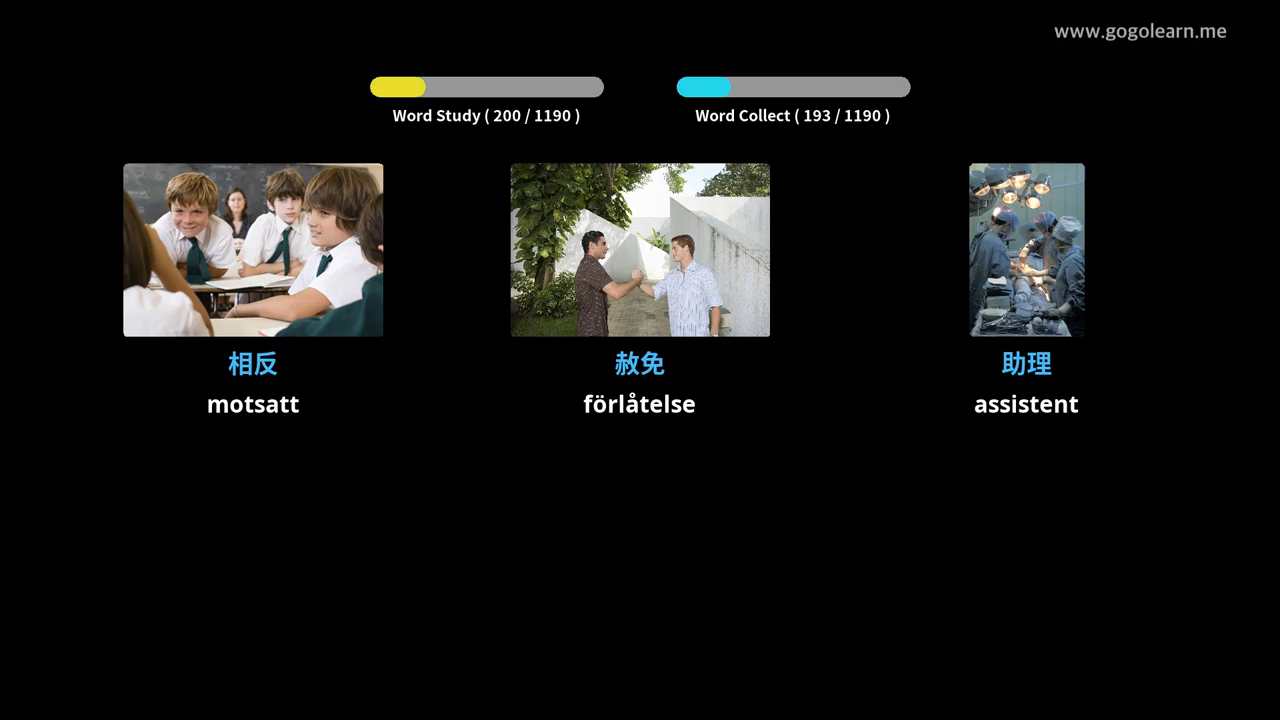 www.gogolearn.me
Word Study ( 200 / 1190 )
Word Collect ( 193 / 1190 )
相反
赦免
助理
motsatt
förlåtelse
assistent